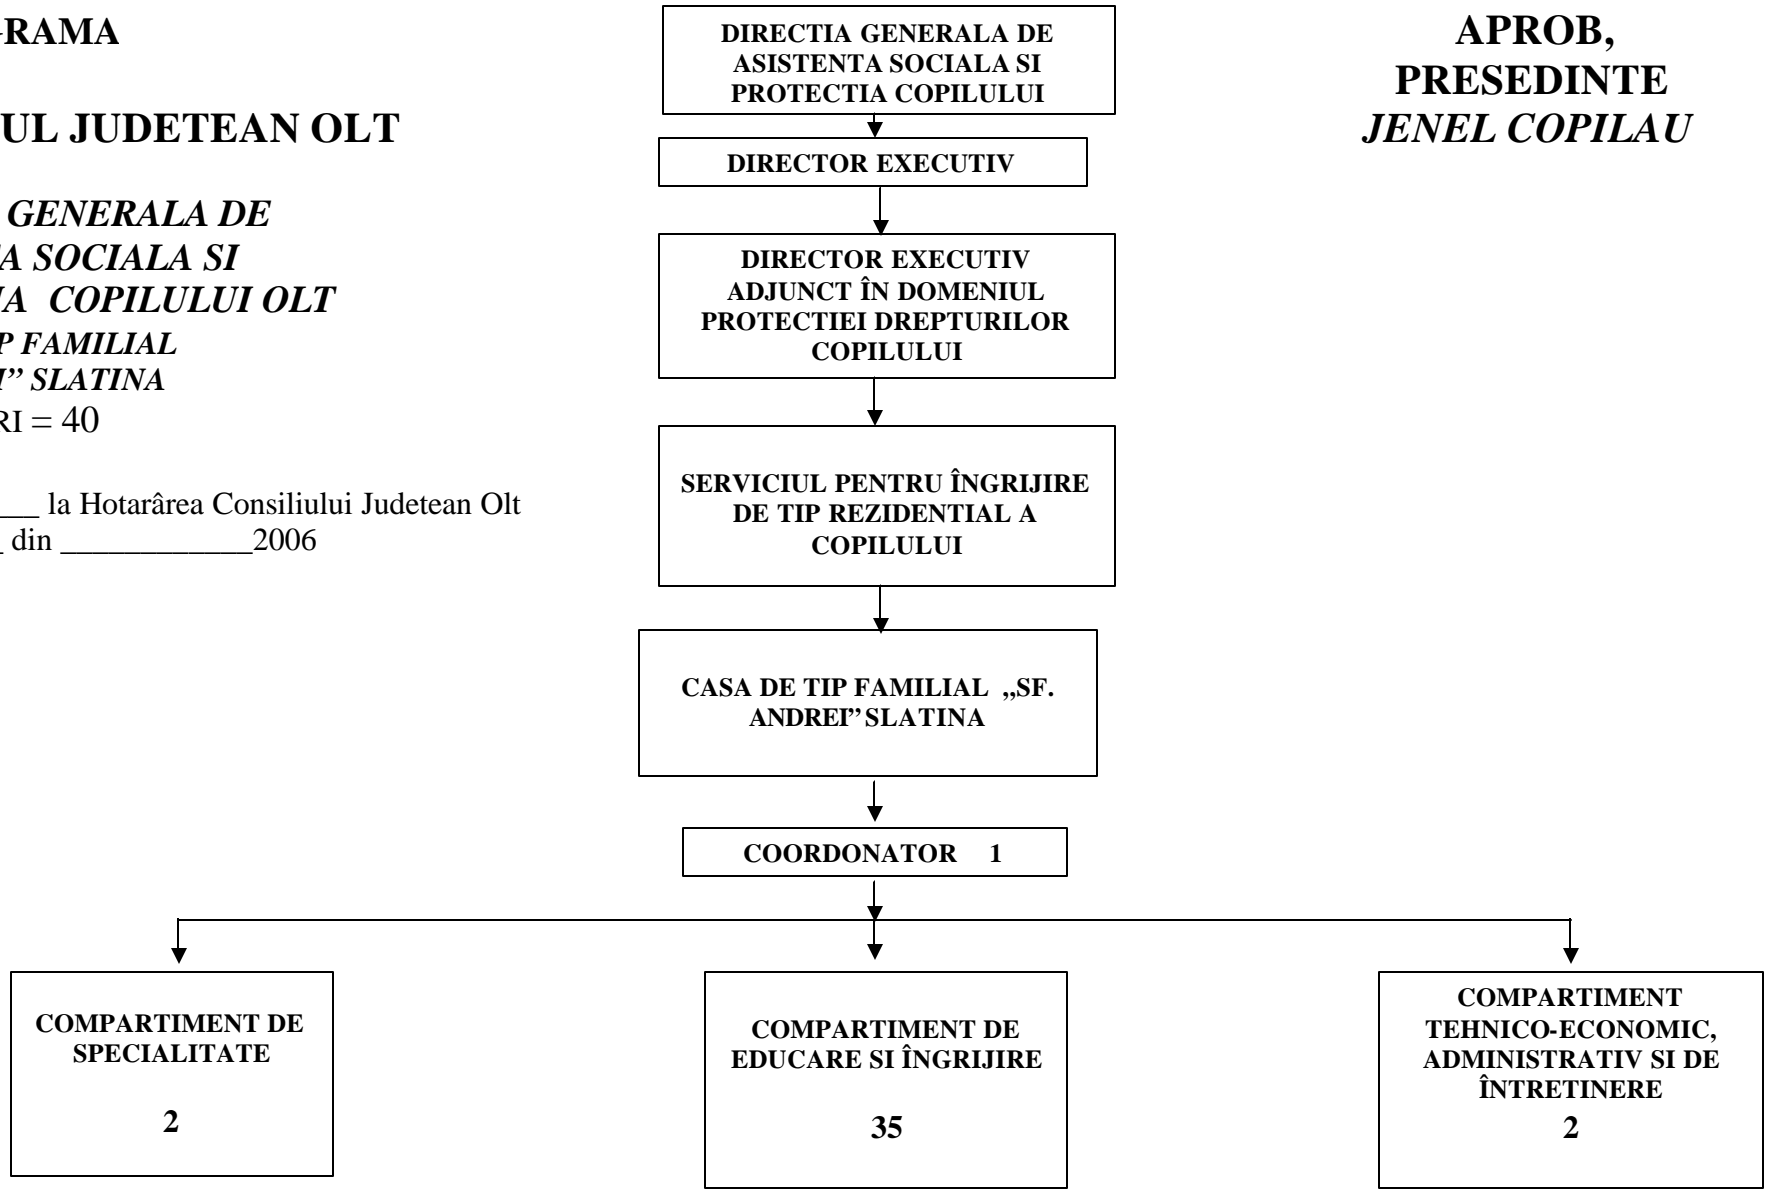 GRAMA
UL JUDETEAN OLT
GENERALA DE
A SOCIALA SI
IA COPILULUI OLT
P FAMILIAL
I” SLATINA
RI = 40
___ la Hotarârea Consiliului Judetean Olt
_ din ____________2006
APROB,
PRESEDINTE
JENEL COPILAU
DIRECTIA GENERALA DE
ASISTENTA SOCIALA SI
PROTECTIA COPILULUI
DIRECTOR EXECUTIV
DIRECTOR EXECUTIV
ADJUNCT ÎN DOMENIUL
PROTECTIEI DREPTURILOR
COPILULUI
SERVICIUL PENTRU ÎNGRIJIRE
DE TIP REZIDENTIAL A
COPILULUI
CASA DE TIP FAMILIAL „SF.
ANDREI” SLATINA
COORDONATOR 1
COMPARTIMENT DE
SPECIALITATE
2
COMPARTIMENT DE
EDUCARE SI ÎNGRIJIRE
35
COMPARTIMENT
TEHNICO-ECONOMIC,
ADMINISTRATIV SI DE
ÎNTRETINERE
2